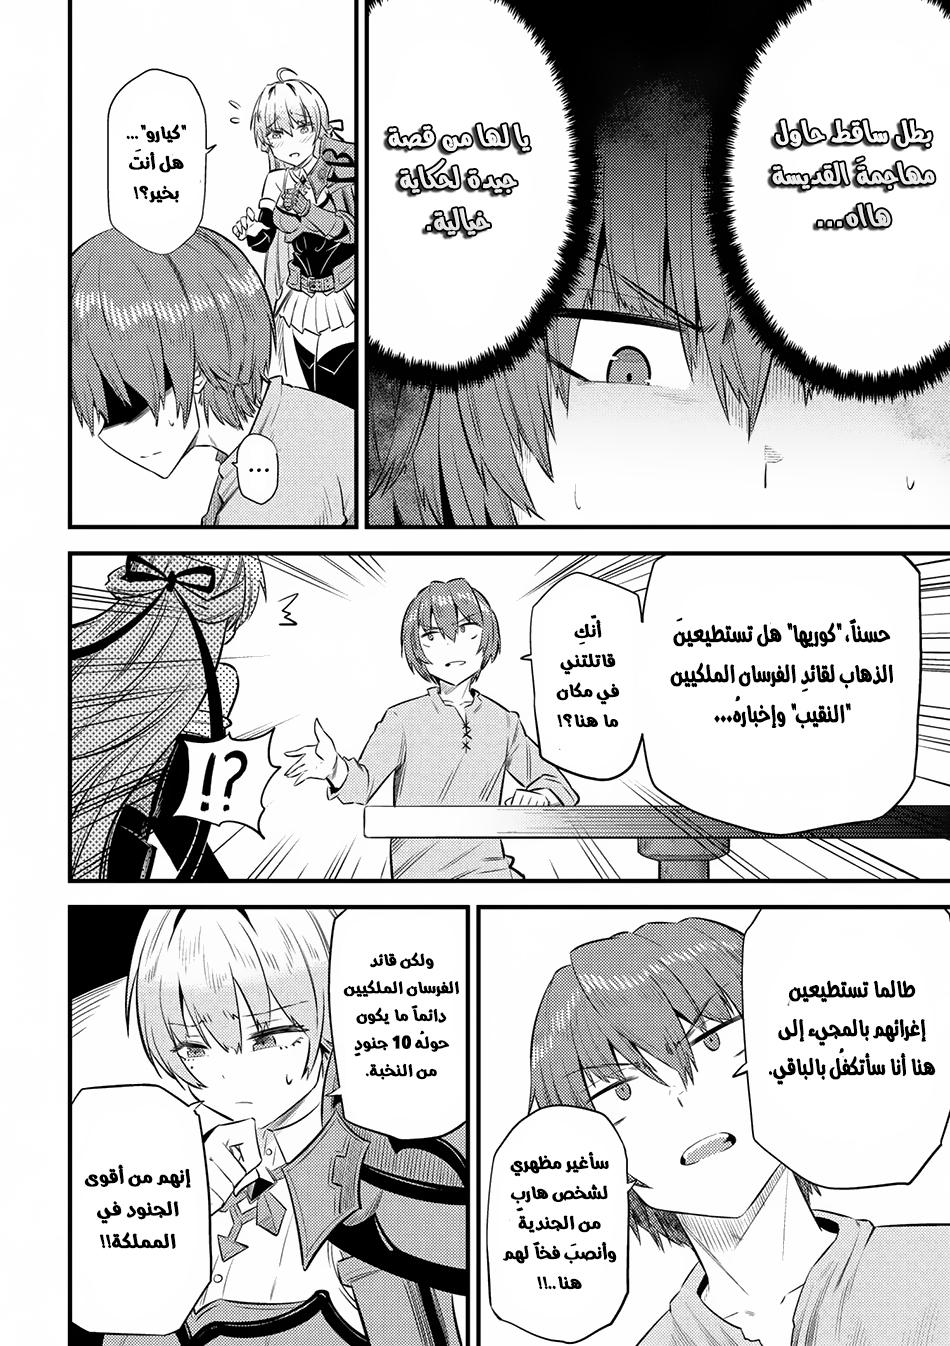 بطل ساقط حاول
مهاجمةَ القديسة
هااه...
يا لها من قصة
جيدة لحكاية
خيالية.
"كيارو"...
هل أنتَ
بخير؟!
...
حسناً، "كوريها" هل تستطيعينَ
الذهاب لقائدِ الفرسان الملكيين
"النقيب" وإخبارهُ...
أنّكِ
قاتلتني
في مكان
ما هنا؟!
!?
طالما تستطيعين
إغرائهم بالمجيء إلى
هنا أنا سأتكفلُ بالباقي.
سأغير مظهري
لشخص هاربٍ
من الجندية
وأنصبَ فخاً لهم
هنا..!!
ولكن قائد
الفرسان الملكيين
دائماً ما يكون
حولهُ 10 جنودٍ
من النخبة.
إنهم من أقوى
الجنود في
المملكة!!